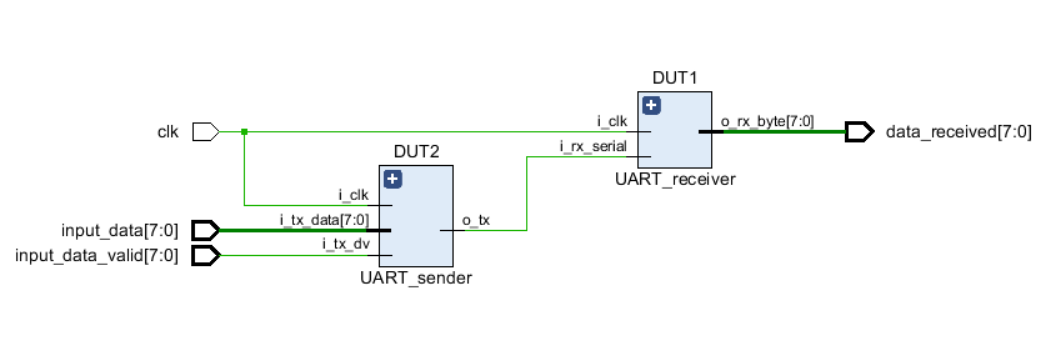 DUT1
clk
i_clk
o_rx_byte[7:0]
data_received[7:0]
i_rx_serial
DUT2
UART_receiver
i_clk
input_data[7:0]
i_tx_data[7:0]
o_tx
input_data_valid[7:0]
i_tx_dv
UART_sender